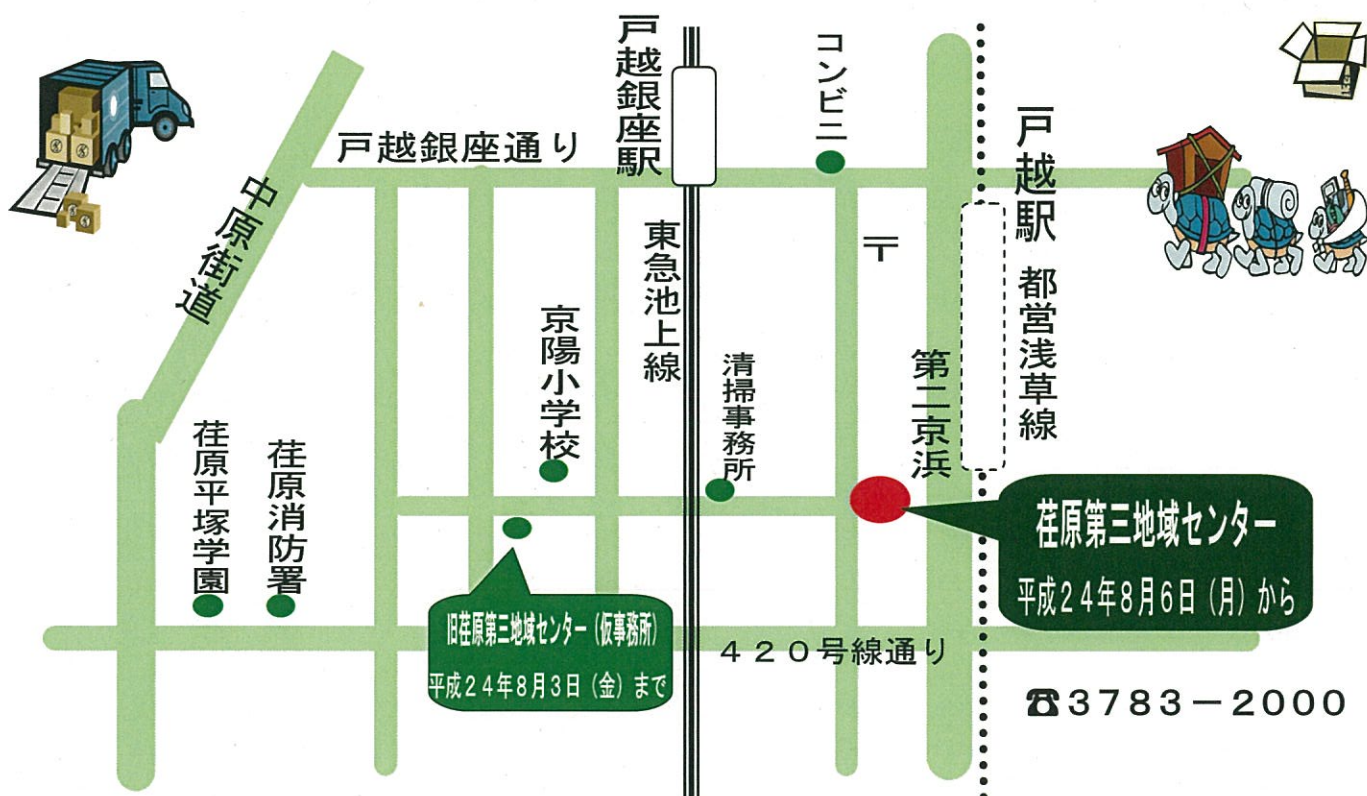 戸越銀座駅
コンビニ
戸越銀座通り
戸越駅 都営浅草線
中原街道
〒
東急池上線
京陽小学校
清掃事務所
第二京浜
荏原平塚学園
荏原消防署
荏原第三地域センター
平成24年8月6日(月)から
旧荏原第三地域センター(仮事務所)
平成24年8月3日(金)まで
420号線通り
☎3783-2000